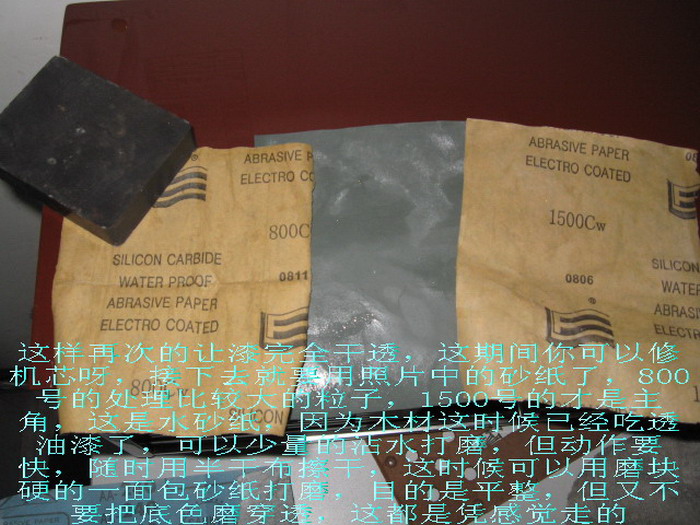 ABRASIVE P
ELECTRO C
800C
SILICON CARBIDE
WATER PROOF
ABRASIVE PAPER
ELECTRO COATED
0811
SILICON
ABRASIVE PAPER
ELECTRO COATED
08
1500Cw
0806
SILICO
WATER
ABRAS
ELECTR
这样再次的让漆完全干透，这期间你可以修
机芯呀，接下去就要用照片中的砂纸了，800
号的处理比较大的粒子，1500号的才是主
角，这是水砂纸，因为木材这时候已经吃透
油漆了，可以少量的沾水打磨，但动作要
快，随时用半干布擦干，这时候可以用磨块
硬的一面包砂纸打磨，目的是平整，但又不
要把底色磨穿透，这都是凭感觉走的